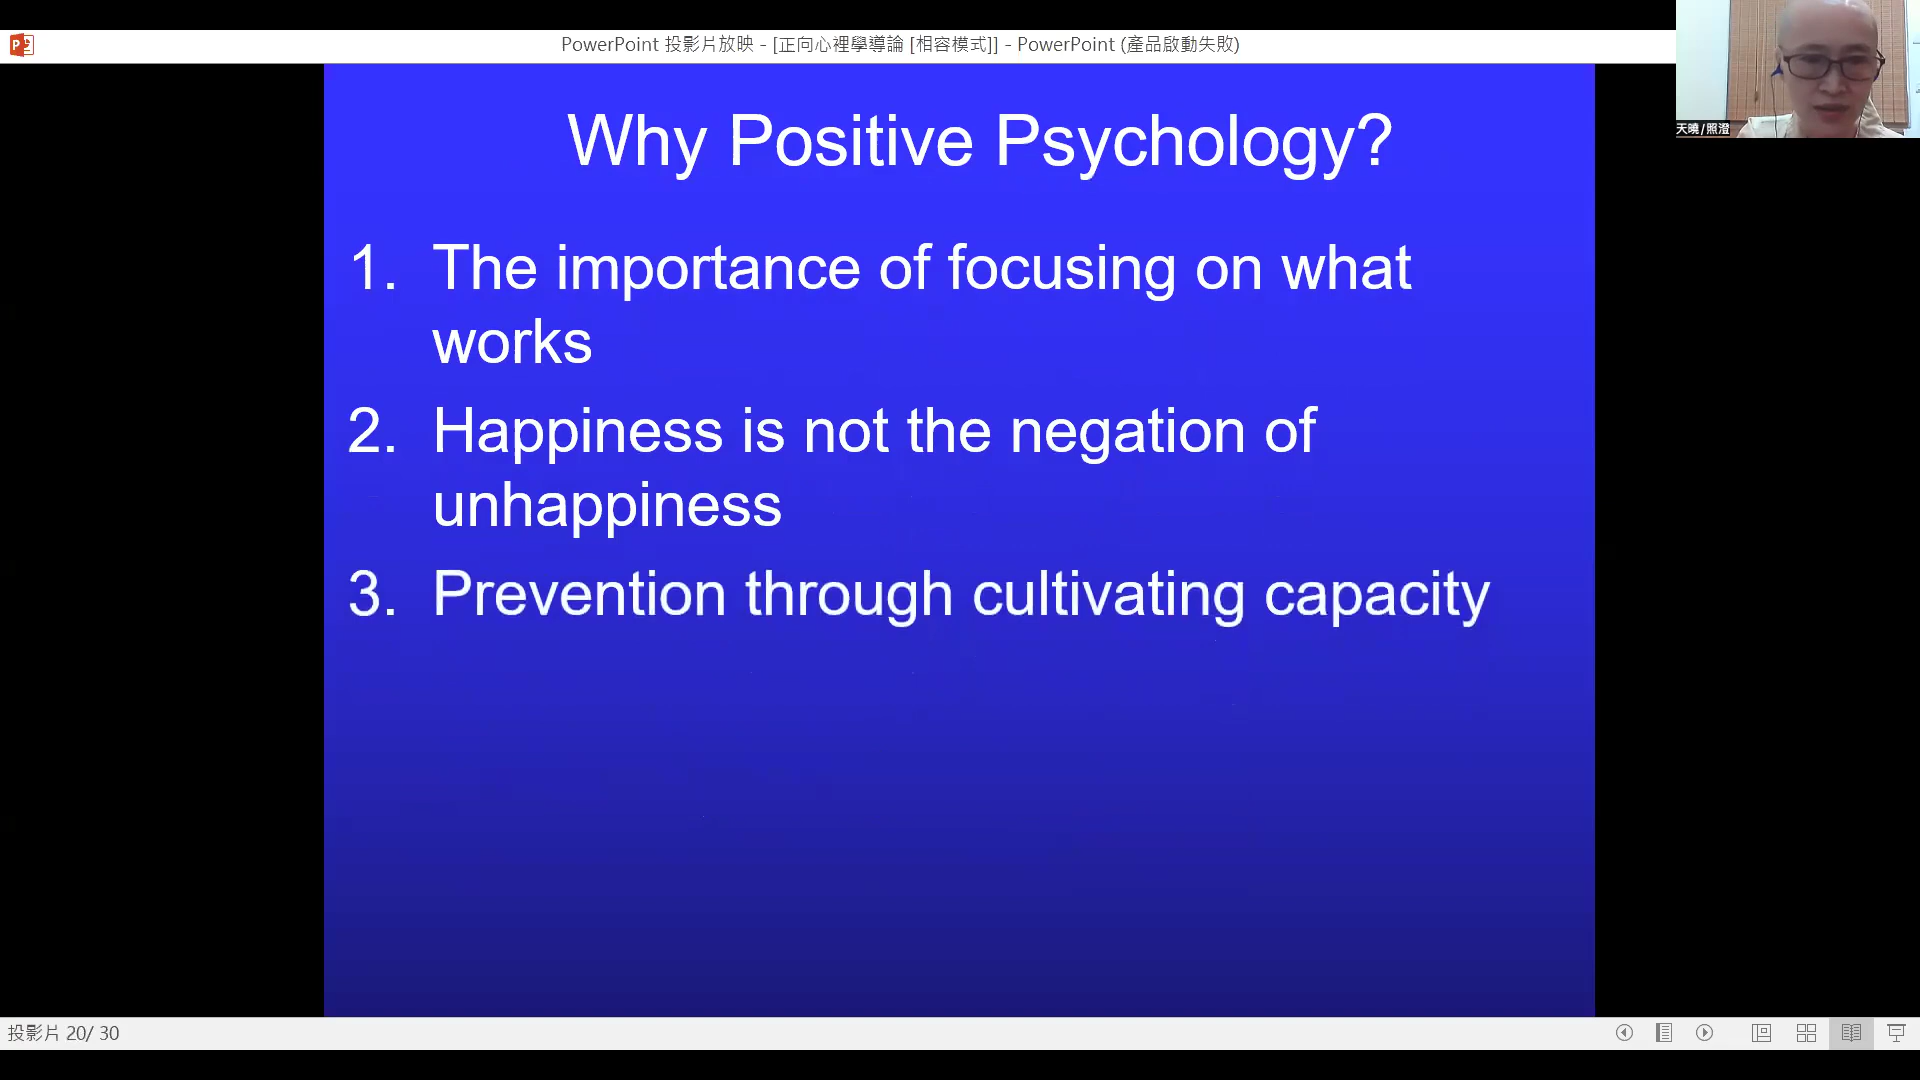 PowerPoint 投影片放映 - [正向心裡學導論 [相容模式]] - PowerPoint (產品啟動失敗)
天曉/照澄
Why Positive Psychology?
1. The importance of focusing on what
works
2. Happiness is not the negation of
unhappiness
3. Prevention through cultivating capacity
投影片 20/ 30